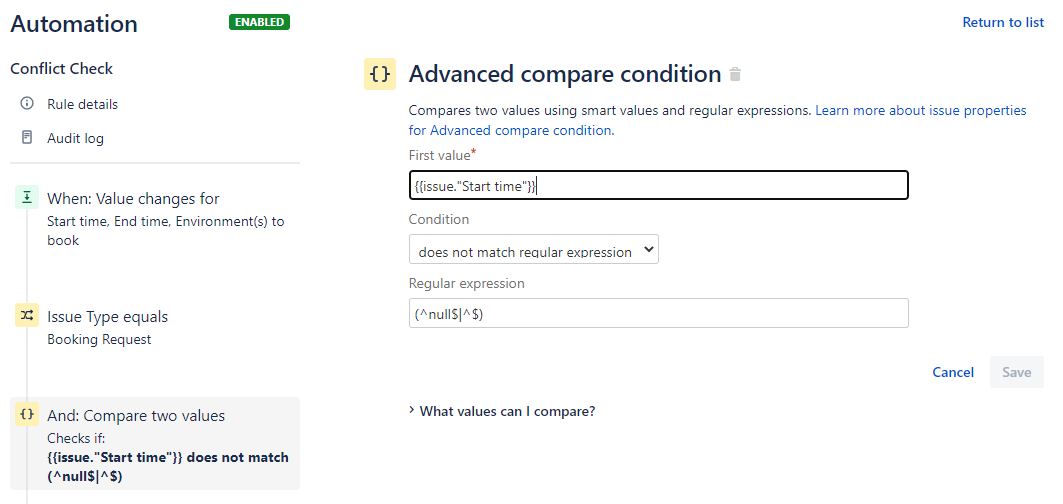 Automation
ENABLED
Return to list
Conflict Check
Rule details
Audit log
When: Value changes for
Start time, End time, Environment(s) to
book
Issue Type equals
Booking Request
{} And: Compare two values
Checks if:
{{issue."Start time"}} does not match
(^null$|^$)
{} Advanced compare condition
Compares two values using smart values and regular expressions. Learn more about issue properties
for Advanced compare condition.
First value*
{{issue."Start time"}}
Condition
does not match regular expression
Regular expression
(^null$|^$)
Cancel
Save
What values can I compare?